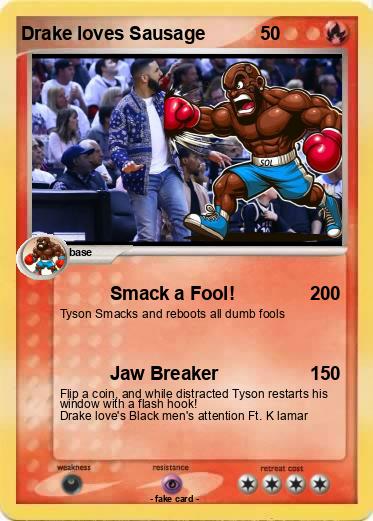 Drake loves Sausage 50
SOL
base
Smack a Fool! 200
Tyson Smacks and reboots all dumb fools
Jaw Breaker 150
Flip a coin, and while distracted Tyson restarts his
window with a flash hook!
Drake love's Black men's attention Ft. K lamar
weakness resistance retreat cost
- fake card -